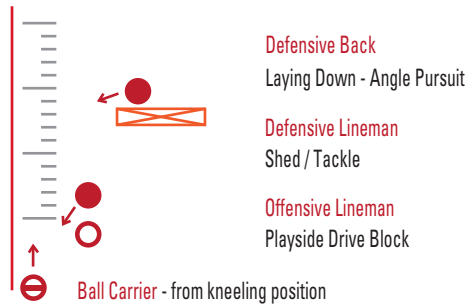 Defensive Back
Laying Down - Angle Pursuit
Defensive Lineman
Shed / Tackle
Offensive Lineman
Playside Drive Block
Ball Carrier - from kneeling position